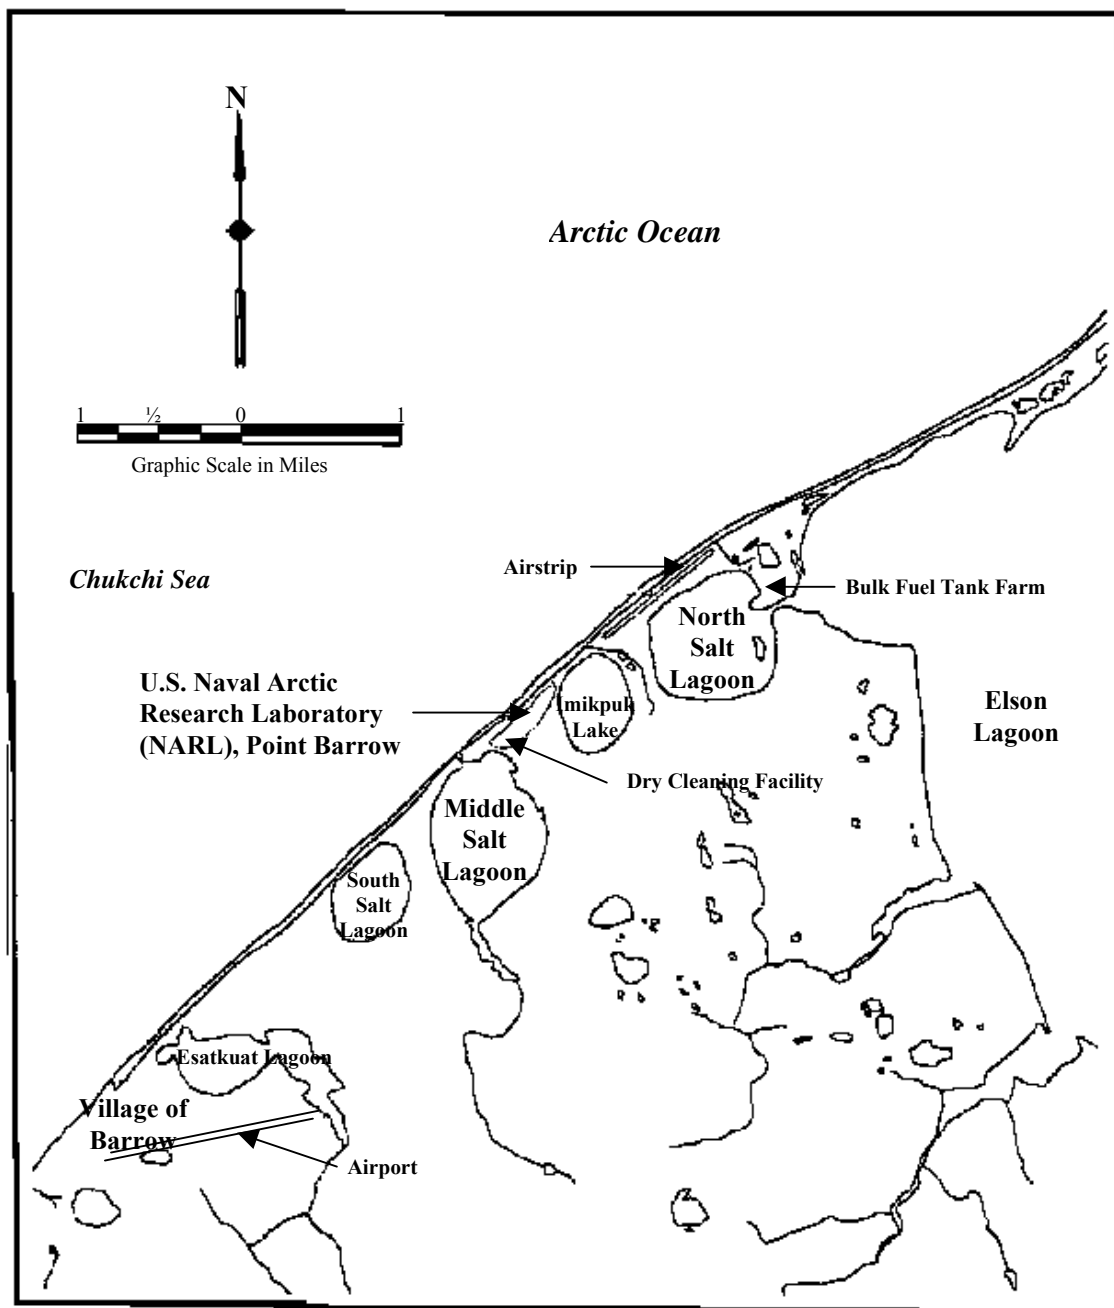 N
Arctic Ocean
1 ½ 0 1
Graphic Scale in Miles
Chukchi Sea
Airstrip
Bulk Fuel Tank Farm
North
Salt
Lagoon
U.S. Naval Arctic
Research Laboratory
(NARL), Point Barrow
Imikpuk
Lake
Elson
Lagoon
Dry Cleaning Facility
Middle
Salt
Lagoon
South
Salt
Lagoon
Esatkuat Lagoon
Village of
Barrow
Airport